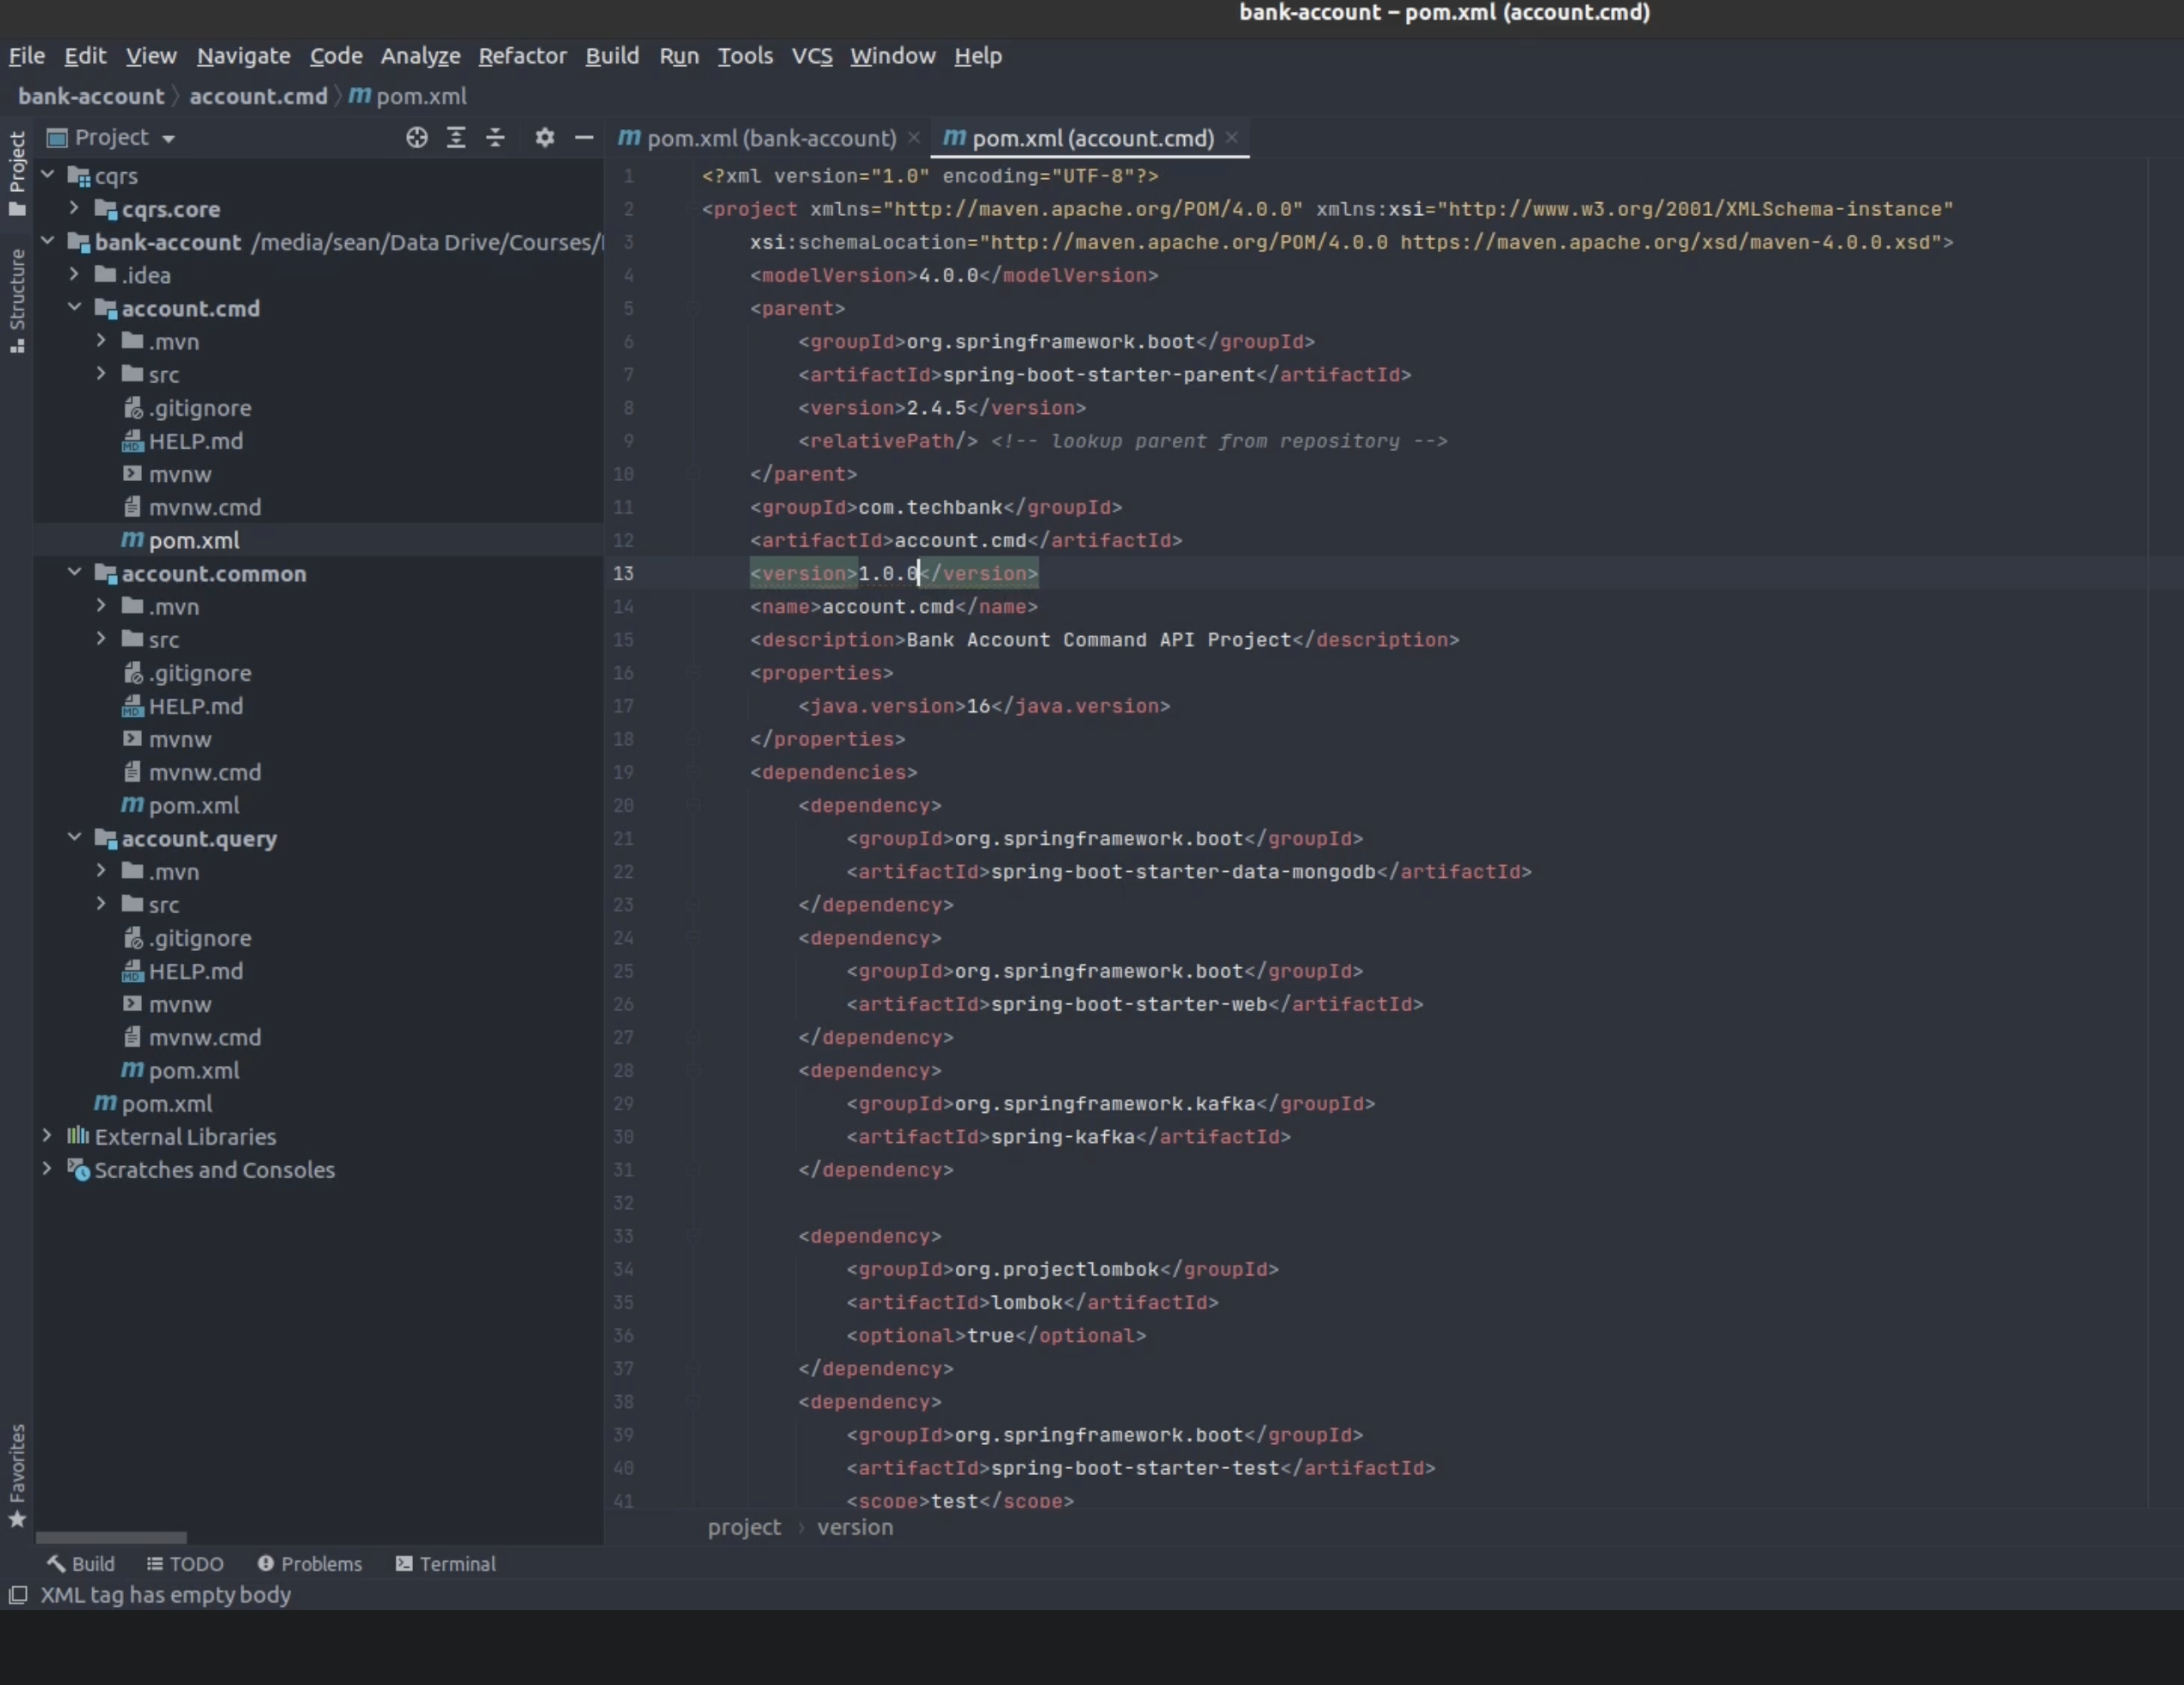 bank-account – pom.xml (account.cmd)
File Edit View Navigate Code Analyze Refactor Build Run Tools VCS Window Help
bank-account account.cmd m pom.xml
Project
Structure
Favorites
Project
cqrs
cqrs.core
bank-account /media/sean/Data Drive/Courses/
.idea
account.cmd
.mvn
src
.gitignore
HELP.md
mvnw
mvnw.cmd
m pom.xml
account.common
.mvn
src
.gitignore
HELP.md
mvnw
mvnw.cmd
m pom.xml
account.query
.mvn
src
.gitignore
HELP.md
mvnw
mvnw.cmd
m pom.xml
m pom.xml
External Libraries
Scratches and Consoles
m pom.xml (bank-account) × m pom.xml (account.cmd) ×
1 <?xml version="1.0" encoding="UTF-8"?>
2 <project xmlns="http://maven.apache.org/POM/4.0.0" xmlns:xsi="http://www.w3.org/2001/XMLSchema-instance"
3 xsi:schemaLocation="http://maven.apache.org/POM/4.0.0 https://maven.apache.org/xsd/maven-4.0.0.xsd">
4 <modelVersion>4.0.0</modelVersion>
5 <parent>
6 <groupId>org.springframework.boot</groupId>
7 <artifactId>spring-boot-starter-parent</artifactId>
8 <version>2.4.5</version>
9 <relativePath/> <!-- lookup parent from repository -->
10 </parent>
11 <groupId>com.techbank</groupId>
12 <artifactId>account.cmd</artifactId>
13 <version>1.0.0</version>
14 <name>account.cmd</name>
15 <description>Bank Account Command API Project</description>
16 <properties>
17 <java.version>16</java.version>
18 </properties>
19 <dependencies>
20 <dependency>
21 <groupId>org.springframework.boot</groupId>
22 <artifactId>spring-boot-starter-data-mongodb</artifactId>
23 </dependency>
24 <dependency>
25 <groupId>org.springframework.boot</groupId>
26 <artifactId>spring-boot-starter-web</artifactId>
27 </dependency>
28 <dependency>
29 <groupId>org.springframework.kafka</groupId>
30 <artifactId>spring-kafka</artifactId>
31 </dependency>
32
33 <dependency>
34 <groupId>org.projectlombok</groupId>
35 <artifactId>lombok</artifactId>
36 <optional>true</optional>
37 </dependency>
38 <dependency>
39 <groupId>org.springframework.boot</groupId>
40 <artifactId>spring-boot-starter-test</artifactId>
41 <scope>test</scope>
project › version
Build TODO Problems Terminal
XML tag has empty body